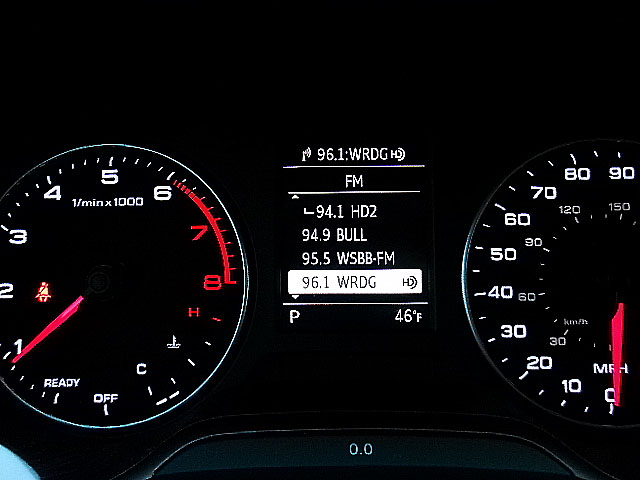 96.1:WRDG HD
FM
94.1 HD2
94.9 BULL
95.5 WSBB-FM
96.1 WRDG HD
P 46°F
1 2 3 4 5 6 7 8
1/min x 1000
H
C
READY
OFF
0 10 20 30 40 50 60 70 80 90
30 60 90 120 150
km/h
MPH
0.0